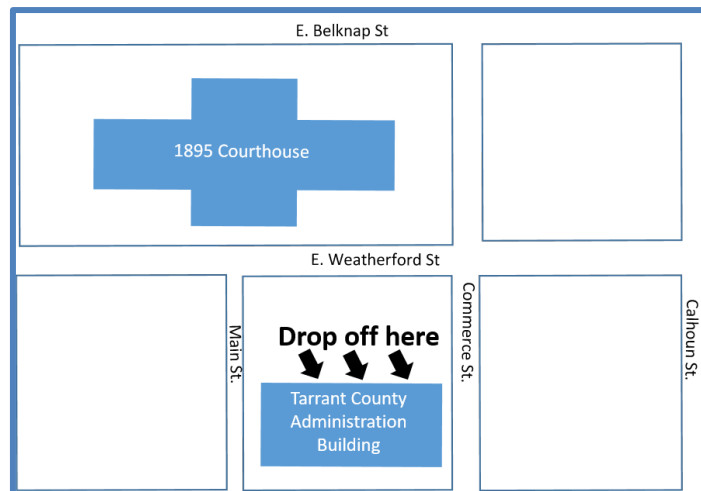 E. Belknap St
1895 Courthouse
E. Weatherford St
Main St.
Commerce St.
Calhoun St.
Drop off here
Tarrant County
Administration
Building